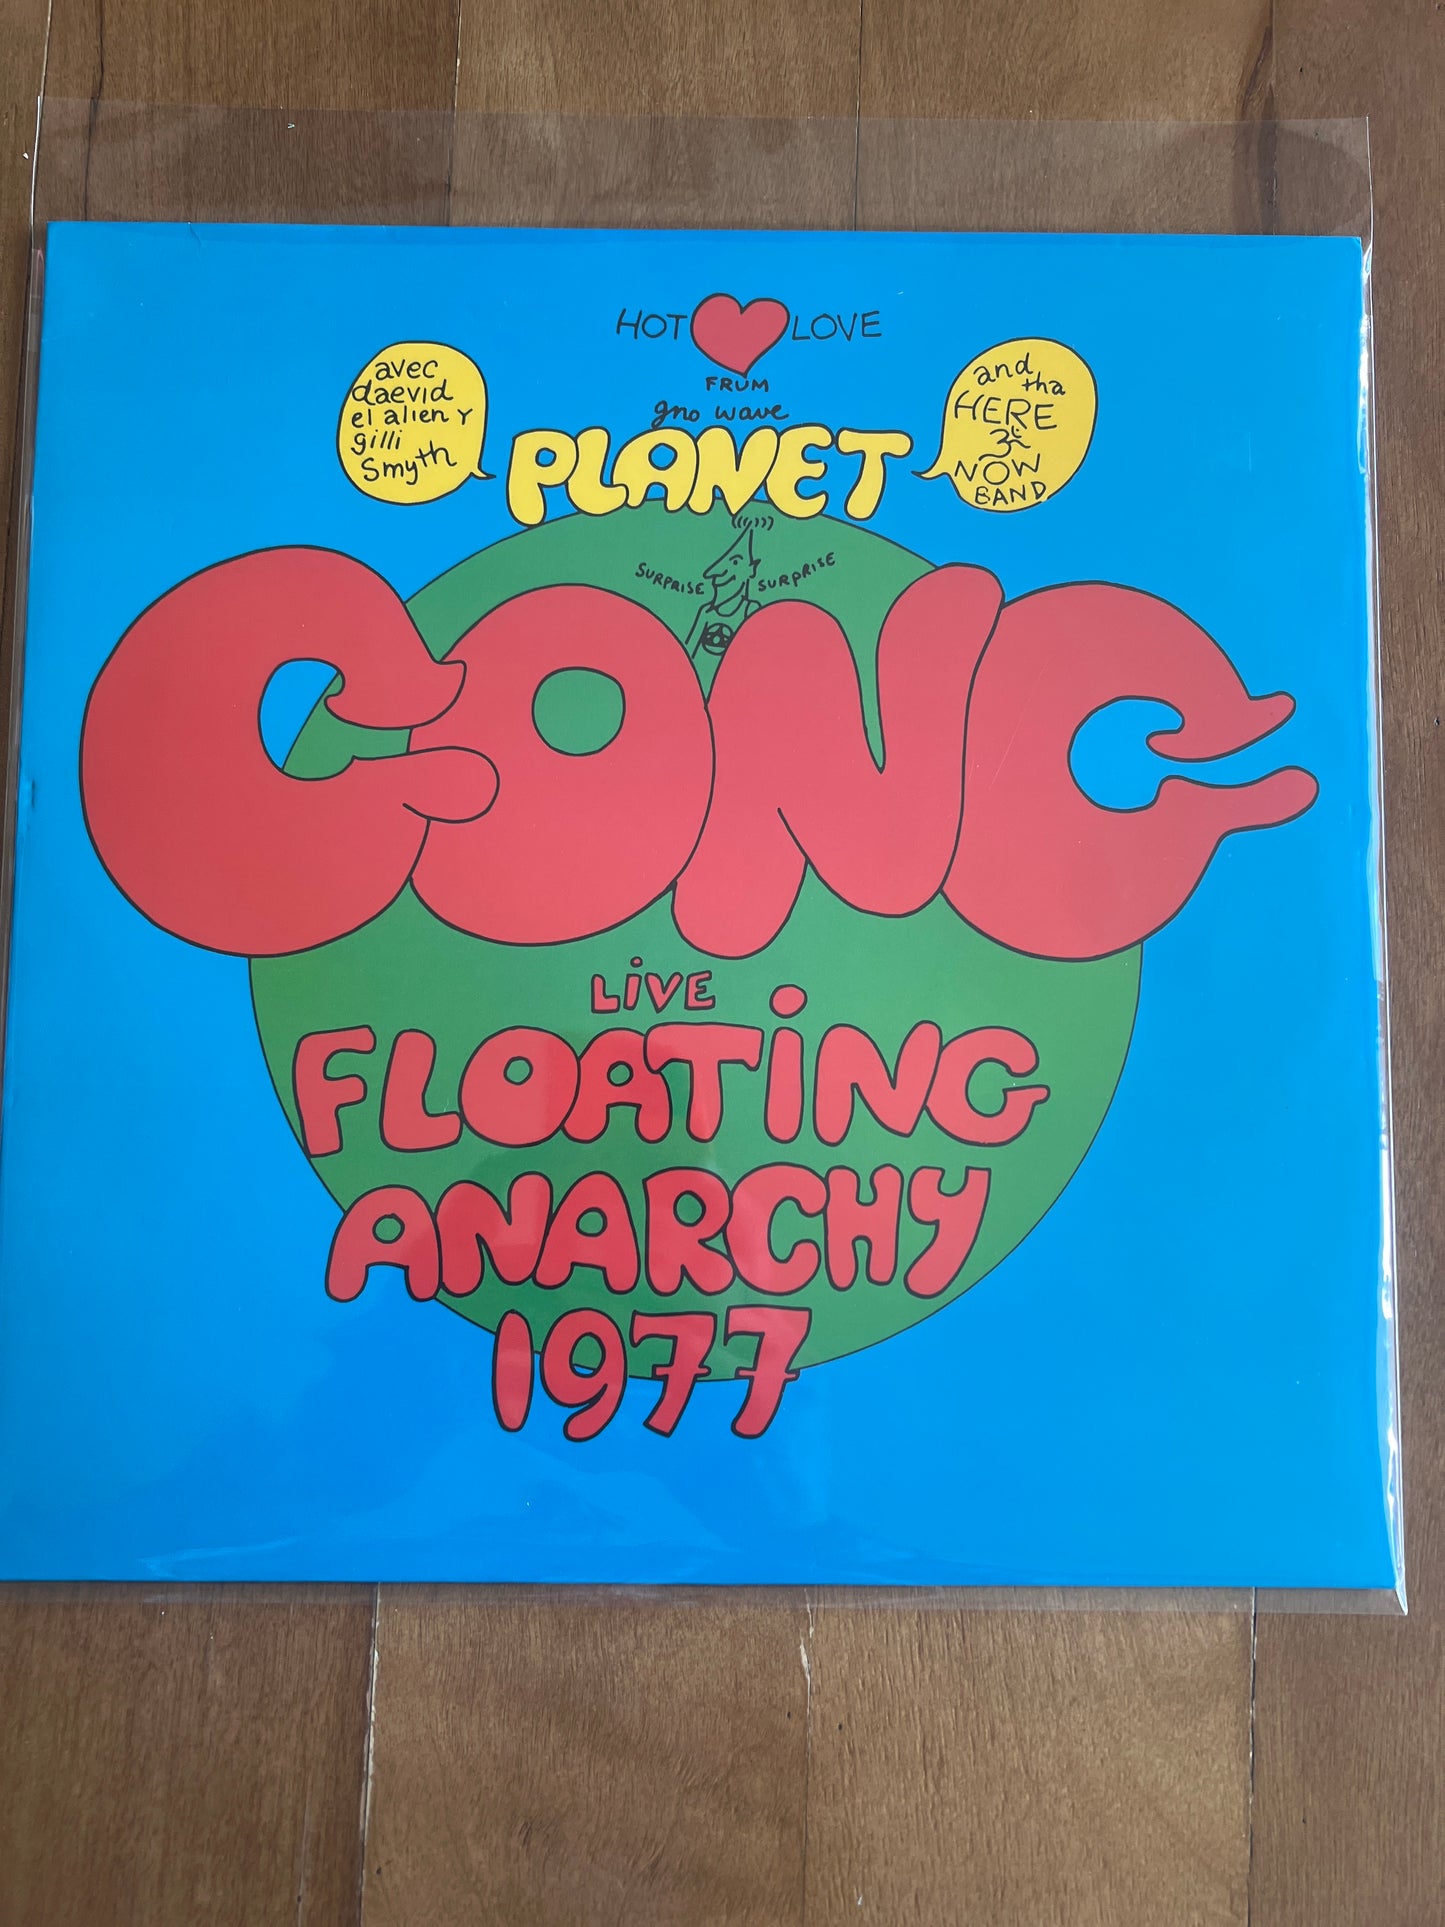 HOT LOVE
FRUM
gno wave
PLANET
avec
daevid
el alien Y
gilli
Smyth
and
tha
HERE
&
NOW
BAND
SURPRISE SURPRISE
GONG
LiVE
FLOATiNG
ANARCHY
1977